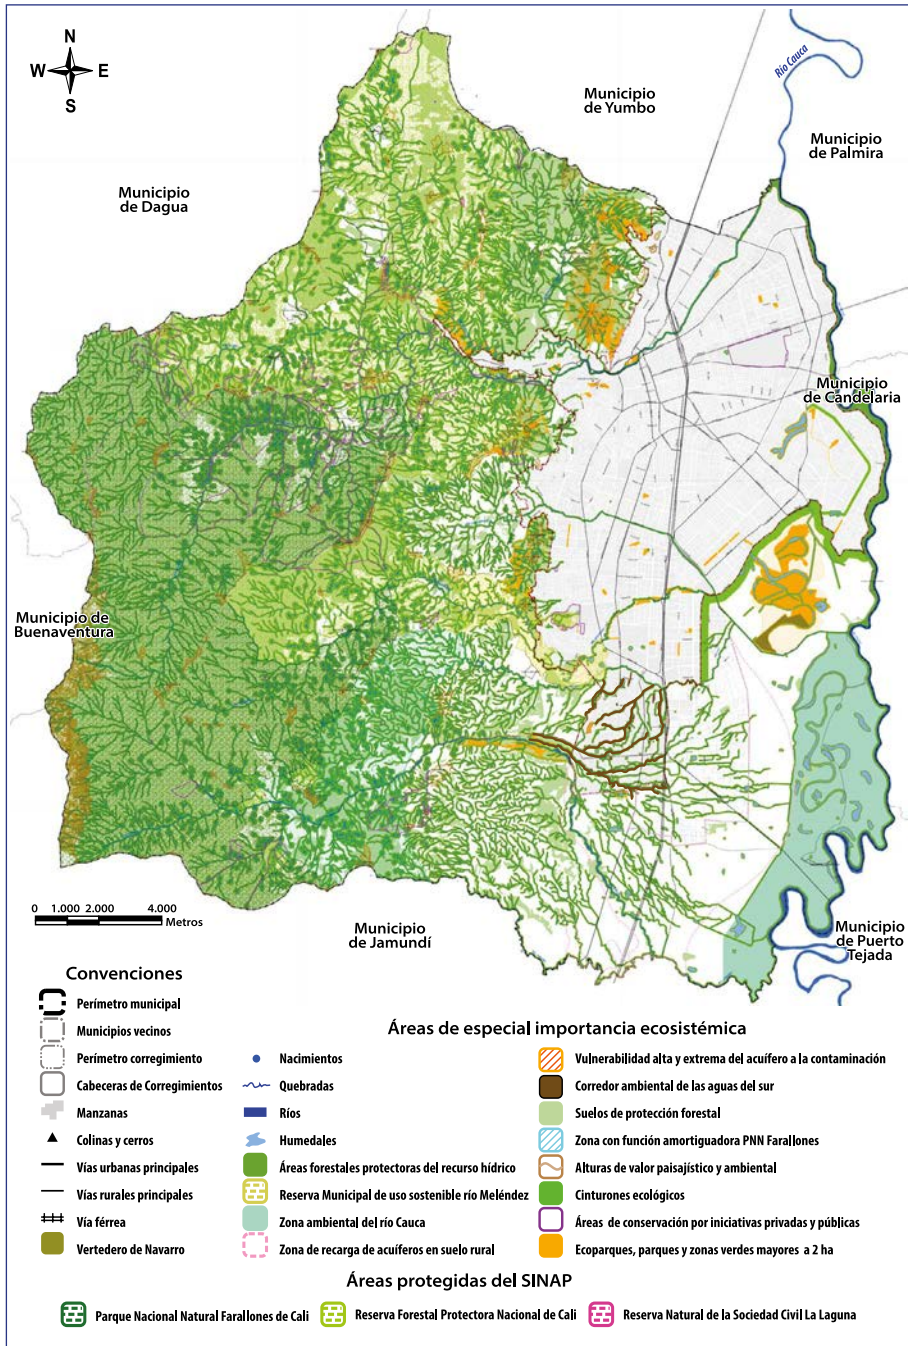 N
W E
S
Río Cauca
Municipio
de Yumbo
Municipio
de Palmira
Municipio
de Dagua
Municipio
de Candelaria
Municipio de
Buenaventura
0 1.000 2.000 4.000
Metros
Municipio
de Jamundí
Municipio
de Puerto
Tejada
Convenciones
Perímetro municipal
Municipios vecinos
Perímetro corregimiento
Cabeceras de Corregimientos
Manzanas
Colinas y cerros
Vías urbanas principales
Vías rurales principales
Vía férrea
Vertedero de Navarro
Nacimientos
Quebradas
Ríos
Humedales
Áreas forestales protectoras del recurso hídrico
Reserva Municipal de uso sostenible río Meléndez
Zona ambiental del río Cauca
Zona de recarga de acuíferos en suelo rural
Áreas de especial importancia ecosistémica
Vulnerabilidad alta y extrema del acuífero a la contaminación
Corredor ambiental de las aguas del sur
Suelos de protección forestal
Zona con función amortiguadora PNN Farallones
Alturas de valor paisajístico y ambiental
Cinturones ecológicos
Áreas de conservación por iniciativas privadas y públicas
Ecoparques, parques y zonas verdes mayores a 2 ha
Áreas protegidas del SINAP
Parque Nacional Natural Farallones de Cali
Reserva Forestal Protectora Nacional de Cali
Reserva Natural de la Sociedad Civil La Laguna